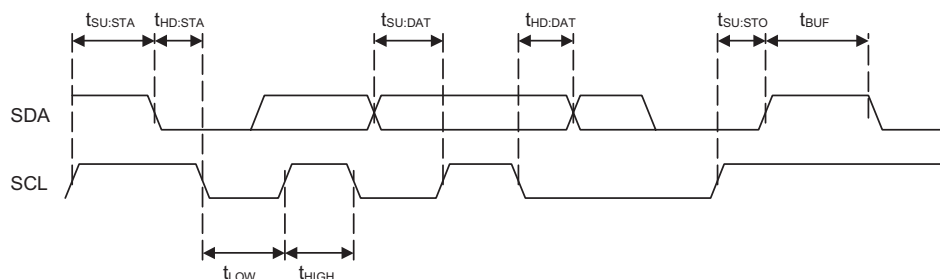 tSU:STA tHD:STA tSU:DAT tHD:DAT tSU:STO tBUF
SDA
SCL
tLOW tHIGH